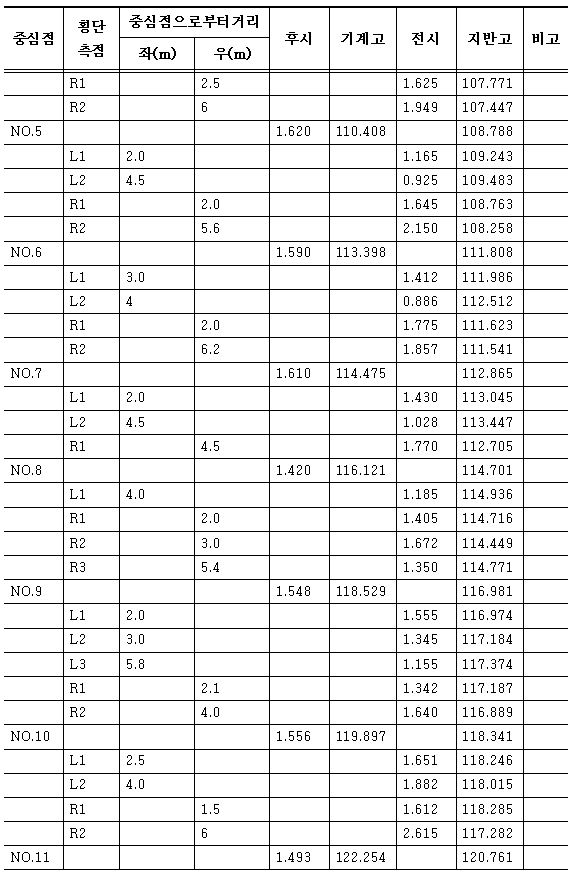 중심점 횡단 측점 중심점으로부터거리 후시 기계고 전시 지반고 비고
좌(m) 우(m)
R1 2.5 1.625 107.771
R2 6 1.949 107.447
NO.5 1.620 110.408 108.788
L1 2.0 1.165 109.243
L2 4.5 0.925 109.483
R1 2.0 1.645 108.763
R2 5.6 2.150 108.258
NO.6 1.590 113.398 111.808
L1 3.0 1.412 111.986
L2 4 0.886 112.512
R1 2.0 1.775 111.623
R2 6.2 1.857 111.541
NO.7 1.610 114.475 112.865
L1 2.0 1.430 113.045
L2 4.5 1.028 113.447
R1 4.5 1.770 112.705
NO.8 1.420 116.121 114.701
L1 4.0 1.185 114.936
R1 2.0 1.405 114.716
R2 3.0 1.672 114.449
R3 5.4 1.350 114.771
NO.9 1.548 118.529 116.981
L1 2.0 1.555 116.974
L2 3.0 1.345 117.184
L3 5.8 1.155 117.374
R1 2.1 1.342 117.187
R2 4.0 1.640 116.889
NO.10 1.556 119.897 118.341
L1 2.5 1.651 118.246
L2 4.0 1.882 118.015
R1 1.5 1.612 118.285
R2 6 2.615 117.282
NO.11 1.493 122.254 120.761